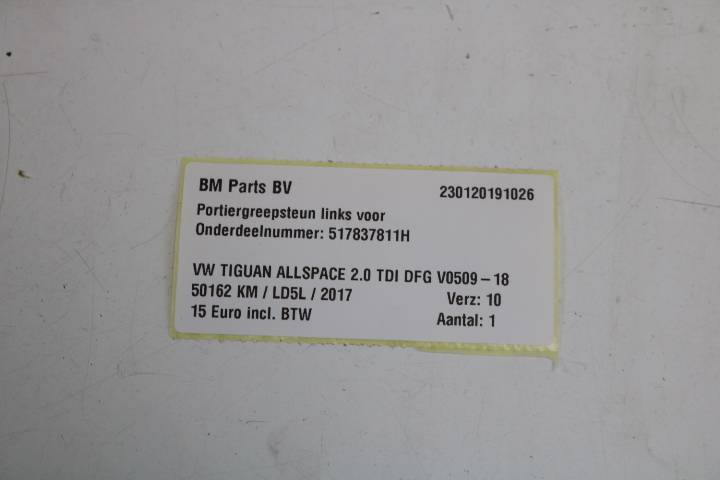 BM Parts BV 230120191026
Portiergreepsteun links voor
Onderdeelnummer: 517837811H
VW TIGUAN ALLSPACE 2.0 TDI DFG V0509-18
50162 KM / LD5L / 2017 Verz: 10
15 Euro incl. BTW Aantal: 1